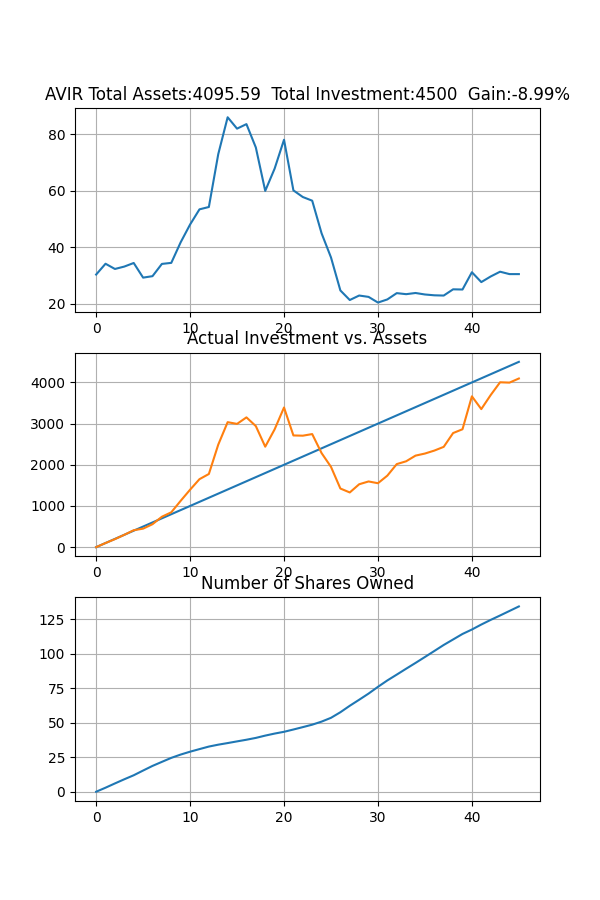 AVIR Total Assets:4095.59  Total Investment:4500  Gain:-8.99%
80
60
40
20
0 10 20 30 40
Actual Investment vs. Assets
4000
3000
2000
1000
0
0 10 20 30 40
Number of Shares Owned
125
100
75
50
25
0
0 10 20 30 40